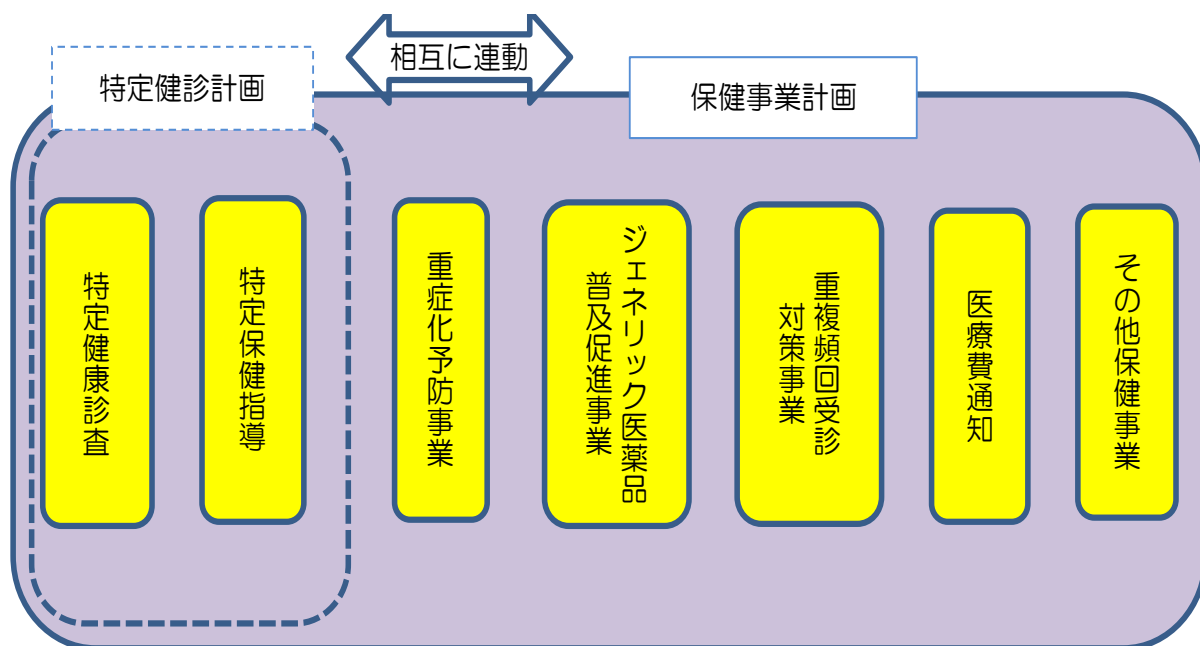 相互に連動
特定健診計画
保健事業計画
特定健康診査
特定保健指導
重症化予防事業
ジェネリック医薬品
普及促進事業
重複頻回受診
対策事業
医療費通知
その他保健事業